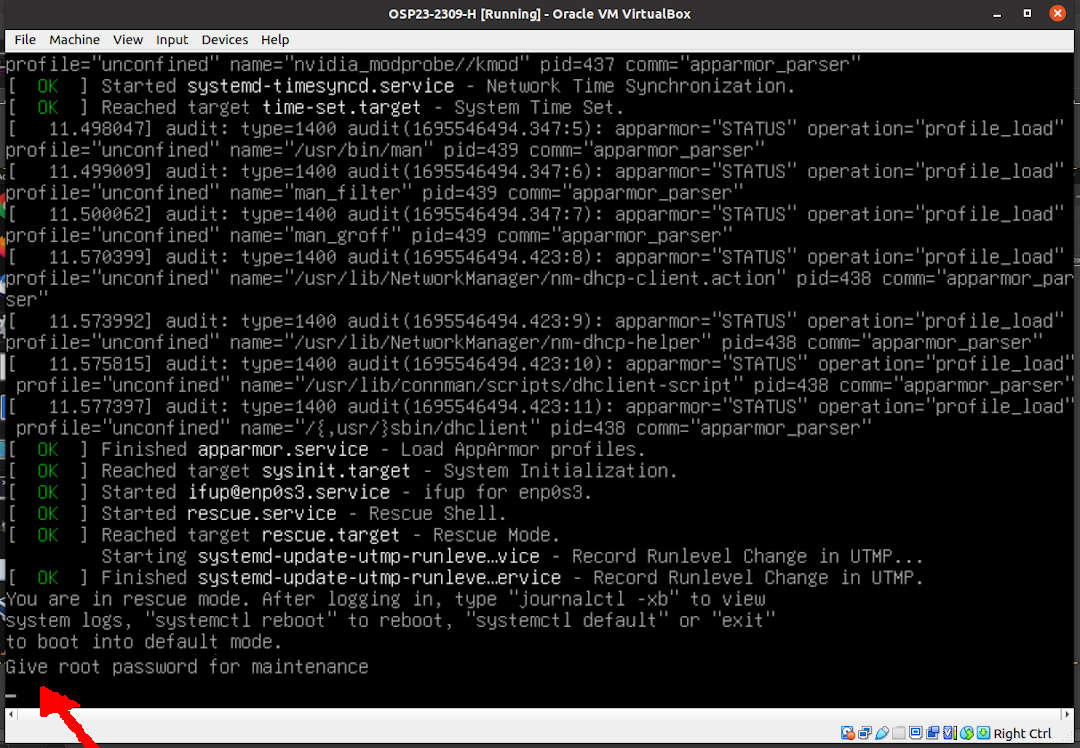 OSP23-2309-H [Running] - Oracle VM VirtualBox
File Machine View Input Devices Help
profile="unconfined" name="nvidia_modprobe//kmod" pid=437 comm="apparmor_parser"
[  OK  ] Started systemd-timesyncd.service - Network Time Synchronization.
[  OK  ] Reached target time-set.target - System Time Set.
[   11.498047] audit: type=1400 audit(1695546494.347:5): apparmor="STATUS" operation="profile_load"
profile="unconfined" name="/usr/bin/man" pid=439 comm="apparmor_parser"
[   11.499009] audit: type=1400 audit(1695546494.347:6): apparmor="STATUS" operation="profile_load"
profile="unconfined" name="man_filter" pid=439 comm="apparmor_parser"
[   11.500062] audit: type=1400 audit(1695546494.347:7): apparmor="STATUS" operation="profile_load"
profile="unconfined" name="man_groff" pid=439 comm="apparmor_parser"
[   11.570399] audit: type=1400 audit(1695546494.423:8): apparmor="STATUS" operation="profile_load"
profile="unconfined" name="/usr/lib/NetworkManager/nm-dhcp-client.action" pid=438 comm="apparmor_par
ser"
[   11.573992] audit: type=1400 audit(1695546494.423:9): apparmor="STATUS" operation="profile_load"
profile="unconfined" name="/usr/lib/NetworkManager/nm-dhcp-helper" pid=438 comm="apparmor_parser"
[   11.575815] audit: type=1400 audit(1695546494.423:10): apparmor="STATUS" operation="profile_load"
 profile="unconfined" name="/usr/lib/connman/scripts/dhclient-script" pid=438 comm="apparmor_parser"
[   11.577397] audit: type=1400 audit(1695546494.423:11): apparmor="STATUS" operation="profile_load"
 profile="unconfined" name="/{,usr/}sbin/dhclient" pid=438 comm="apparmor_parser"
[  OK  ] Finished apparmor.service - Load AppArmor profiles.
[  OK  ] Reached target sysinit.target - System Initialization.
[  OK  ] Started ifup@enp0s3.service - ifup for enp0s3.
[  OK  ] Started rescue.service - Rescue Shell.
[  OK  ] Reached target rescue.target - Rescue Mode.
         Starting systemd-update-utmp-runleve…vice - Record Runlevel Change in UTMP...
[  OK  ] Finished systemd-update-utmp-runleve…ervice - Record Runlevel Change in UTMP.
You are in rescue mode. After logging in, type "journalctl -xb" to view
system logs, "systemctl reboot" to reboot, "systemctl default" or "exit"
to boot into default mode.
Give root password for maintenance
Right Ctrl